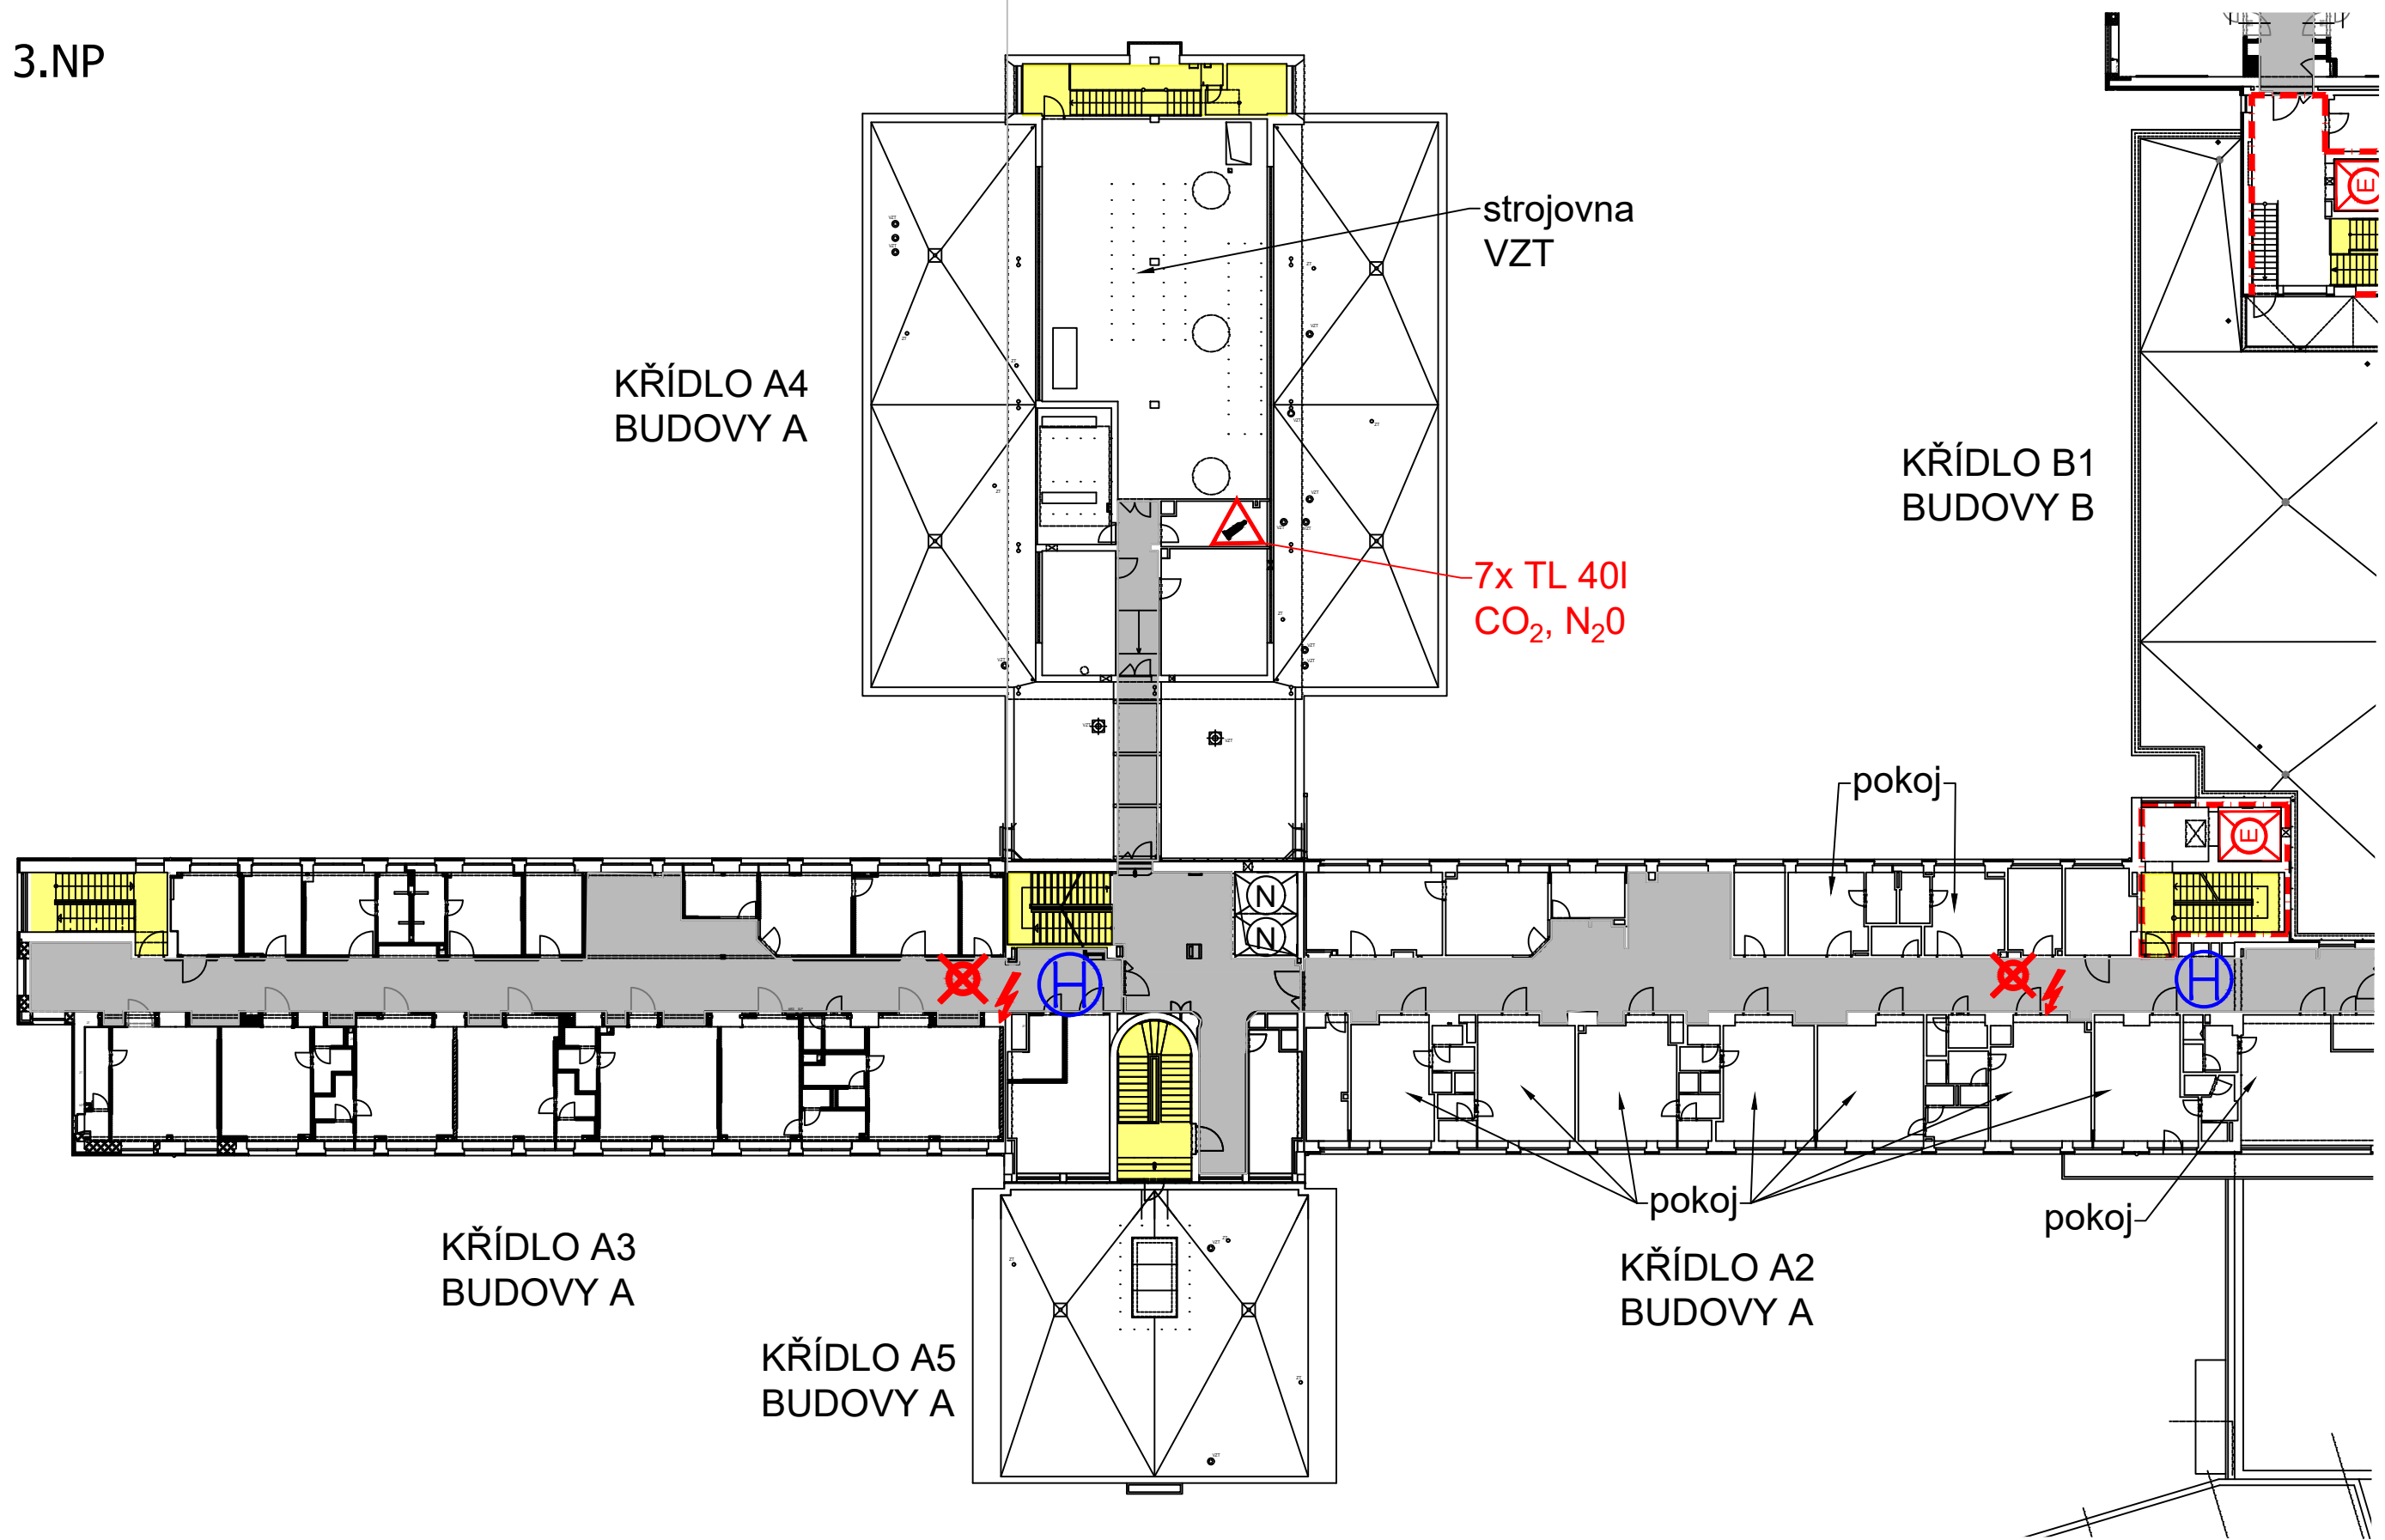 3.NP
strojovna
VZT
KŘÍDLO A4
BUDOVY A
E
KŘÍDLO B1
BUDOVY B
7x TL 40l
CO₂, N₂0
pokoj
E
N
N
H
H
pokoj
pokoj
KŘÍDLO A3
BUDOVY A
KŘÍDLO A2
BUDOVY A
KŘÍDLO A5
BUDOVY A